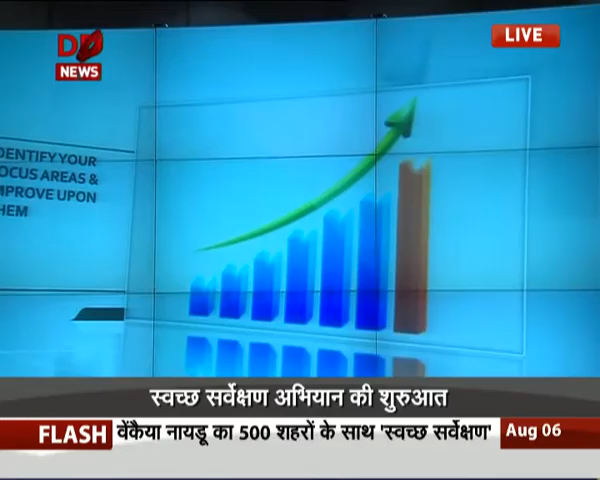 DD
NEWS
LIVE
DENTIFY YOUR
OCUS AREAS &
MPROVE UPON
HEM
स्वच्छ सर्वेक्षण अभियान की शुरुआत
FLASH वेंकैया नायडू का 500 शहरों के साथ 'स्वच्छ सर्वेक्षण' Aug 06